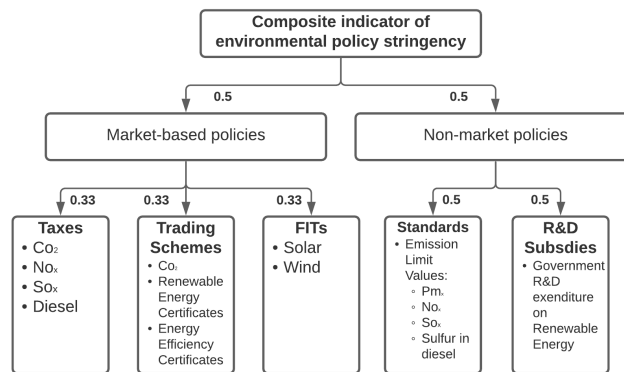 Composite indicator of
environmental policy stringency
0.5
0.5
Market-based policies
Non-market policies
0.33
0.33
0.33
0.5
0.5
Taxes
• Co₂
• Noₓ
• Soₓ
• Diesel
Trading
Schemes
• Co₂
• Renewable
Energy
Certificates
• Energy
Efficiency
Certificates
FITs
• Solar
• Wind
Standards
• Emission
Limit
Values:
◦ Pmₓ
◦ Noₓ
◦ Soₓ
◦ Sulfur in
diesel
R&D
Subsdies
• Government
R&D
exenditure
on
Renewable
Energy